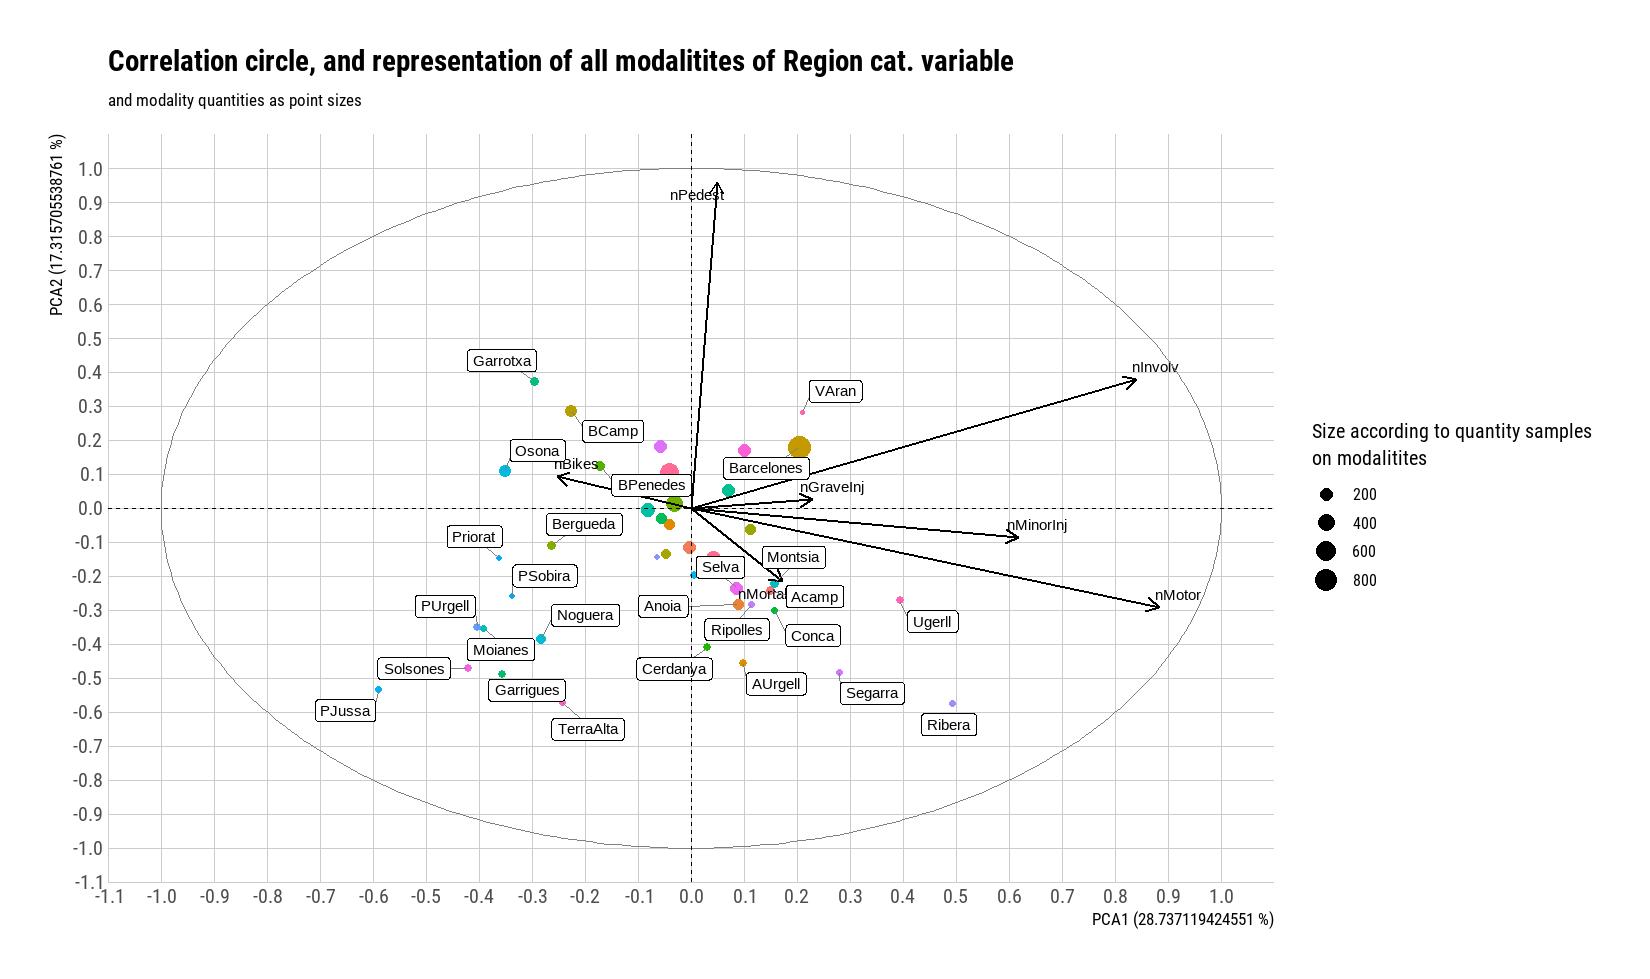 Correlation circle, and representation of all modalitites of Region cat. variable
and modality quantities as point sizes
PCA2 (17.315705538761 %)
1.0
0.9
0.8
0.7
0.6
0.5
0.4
0.3
0.2
0.1
0.0
-0.1
-0.2
-0.3
-0.4
-0.5
-0.6
-0.7
-0.8
-0.9
-1.0
-1.1
nPedest
nInvolv
Garrotxa
VAran
BCamp
Osona
nBikes
Barcelones
BPenedes
nGraveInj
Bergueda
nMinorInj
Priorat
Montsia
Selva
PSobira
nMortal
Acamp
nMotor
PUrgell
Anoia
Noguera
Ugerll
Ripolles
Conca
Moianes
Solsones
Cerdanya
AUrgell
Garrigues
Segarra
PJussa
TerraAlta
Ribera
-1.1 -1.0 -0.9 -0.8 -0.7 -0.6 -0.5 -0.4 -0.3 -0.2 -0.1 0.0 0.1 0.2 0.3 0.4 0.5 0.6 0.7 0.8 0.9 1.0
PCA1 (28.737119424551 %)
Size according to quantity samples
on modalitites
200
400
600
800